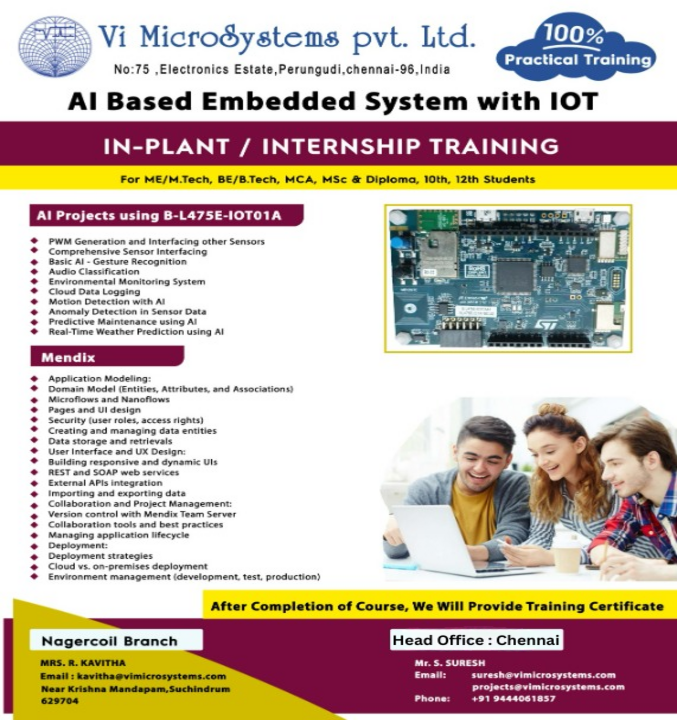 Vi MicroSystems pvt. Ltd.
No:75 ,Electronics Estate,Perungudi,chennai-96,India
100%
Practical Training
AI Based Embedded System with IOT
IN-PLANT / INTERNSHIP TRAINING
For ME/M.Tech, BE/B.Tech, MCA, MSc & Diploma, 10th, 12th Students
AI Projects using B-L475E-IOT01A
PWM Generation and Interfacing other Sensors
Comprehensive Sensor Interfacing
Basic AI - Gesture Recognition
Audio Classification
Environmental Monitoring System
Cloud Data Logging
Motion Detection with AI
Anomaly Detection in Sensor Data
Predictive Maintenance using AI
Real-Time Weather Prediction using AI
Mendix
Application Modeling:
Domain Model (Entities, Attributes, and Associations)
Microflows and Nanoflows
Pages and UI design
Security (user roles, access rights)
Creating and managing data entities
Data storage and retrievals
User Interface and UX Design:
Building responsive and dynamic UIs
REST and SOAP web services
External APIs integration
Importing and exporting data
Collaboration and Project Management:
Version control with Mendix Team Server
Collaboration tools and best practices
Managing application lifecycle
Deployment:
Deployment strategies
Cloud vs. on-premises deployment
Environment management (development, test, production)
After Completion of Course, We Will Provide Training Certificate
Nagercoil Branch
MRS. R. KAVITHA
Email : kavitha@vimicrosystems.com
Near Krishna Mandapam,Suchindrum
629704
Head Office : Chennai
Mr. S. SURESH
Email: suresh@vimicrosystems.com
projects@vimicrosystems.com
Phone: +91 9444061857